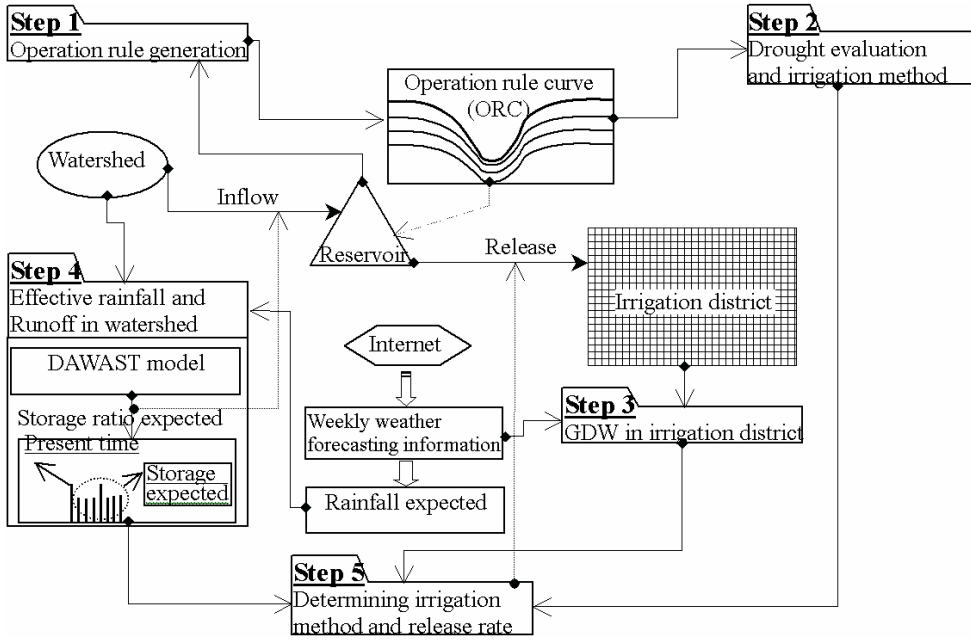 Step 1
Operation rule generation
Operation rule curve
(ORC)
Step 2
Drought evaluation
and irrigation method
Watershed
Inflow
Reservoir
Release
Irrigation district
Step 4
Effective rainfall and
Runoff in watershed
DAWAST model
Storage ratio expected
Present time
Storage
expected
Internet
Weekly weather
forecasting information
Rainfall expected
Step 3
GDW in irrigation district
Step 5
Determining irrigation
method and release rate